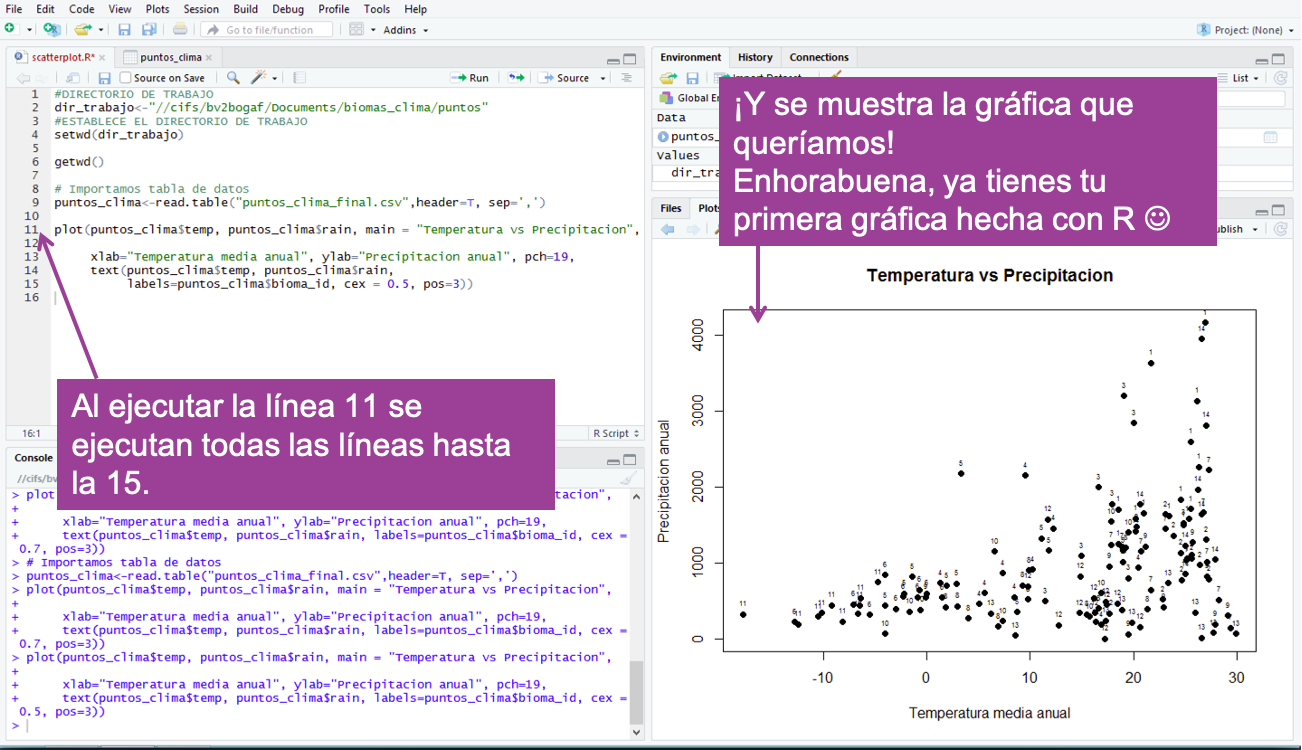 File Edit Code View Plots Session Build Debug Profile Tools Help
Go to file/function Addins Project: (None)
scatterplot.R* puntos_clima
Source on Save Run Source
1 #DIRECTORIO DE TRABAJO
2 dir_trabajo<-"//cifs/bv2bogaf/Documents/biomas_clima/puntos"
3 #ESTABLECE EL DIRECTORIO DE TRABAJO
4 setwd(dir_trabajo)
5
6 getwd()
7
8 # Importamos tabla de datos
9 puntos_clima<-read.table("puntos_clima_final.csv",header=T, sep=',')
10
11 plot(puntos_clima$temp, puntos_clima$rain, main = "Temperatura vs Precipitacion",
12
13 xlab="Temperatura media anual", ylab="Precipitacion anual", pch=19,
14 text(puntos_clima$temp, puntos_clima$rain,
15 labels=puntos_clima$bioma_id, cex = 0.5, pos=3))
16
Al ejecutar la línea 11 se
ejecutan todas las líneas hasta
la 15.
16:1 R Script
Console
//cifs/bv
> plot tacion",
+
+ xlab="Temperatura media anual", ylab="Precipitacion anual", pch=19,
+ text(puntos_clima$temp, puntos_clima$rain, labels=puntos_clima$bioma_id, cex =
0.7, pos=3))
> # Importamos tabla de datos
> puntos_clima<-read.table("puntos_clima_final.csv",header=T, sep=',')
> plot(puntos_clima$temp, puntos_clima$rain, main = "Temperatura vs Precipitacion",
+
+ xlab="Temperatura media anual", ylab="Precipitacion anual", pch=19,
+ text(puntos_clima$temp, puntos_clima$rain, labels=puntos_clima$bioma_id, cex =
0.7, pos=3))
> plot(puntos_clima$temp, puntos_clima$rain, main = "Temperatura vs Precipitacion",
+
+ xlab="Temperatura media anual", ylab="Precipitacion anual", pch=19,
+ text(puntos_clima$temp, puntos_clima$rain, labels=puntos_clima$bioma_id, cex =
0.5, pos=3))
>
Environment History Connections
List
Global En
Data
puntos_
Values
dir_tra
¡Y se muestra la gráfica que
queríamos!
Enhorabuena, ya tienes tu
primera gráfica hecha con R ☺
Files Plots
ublish
Temperatura vs Precipitacion
Precipitacion anual
4000
3000
2000
1000
0
-10 0 10 20 30
Temperatura media anual